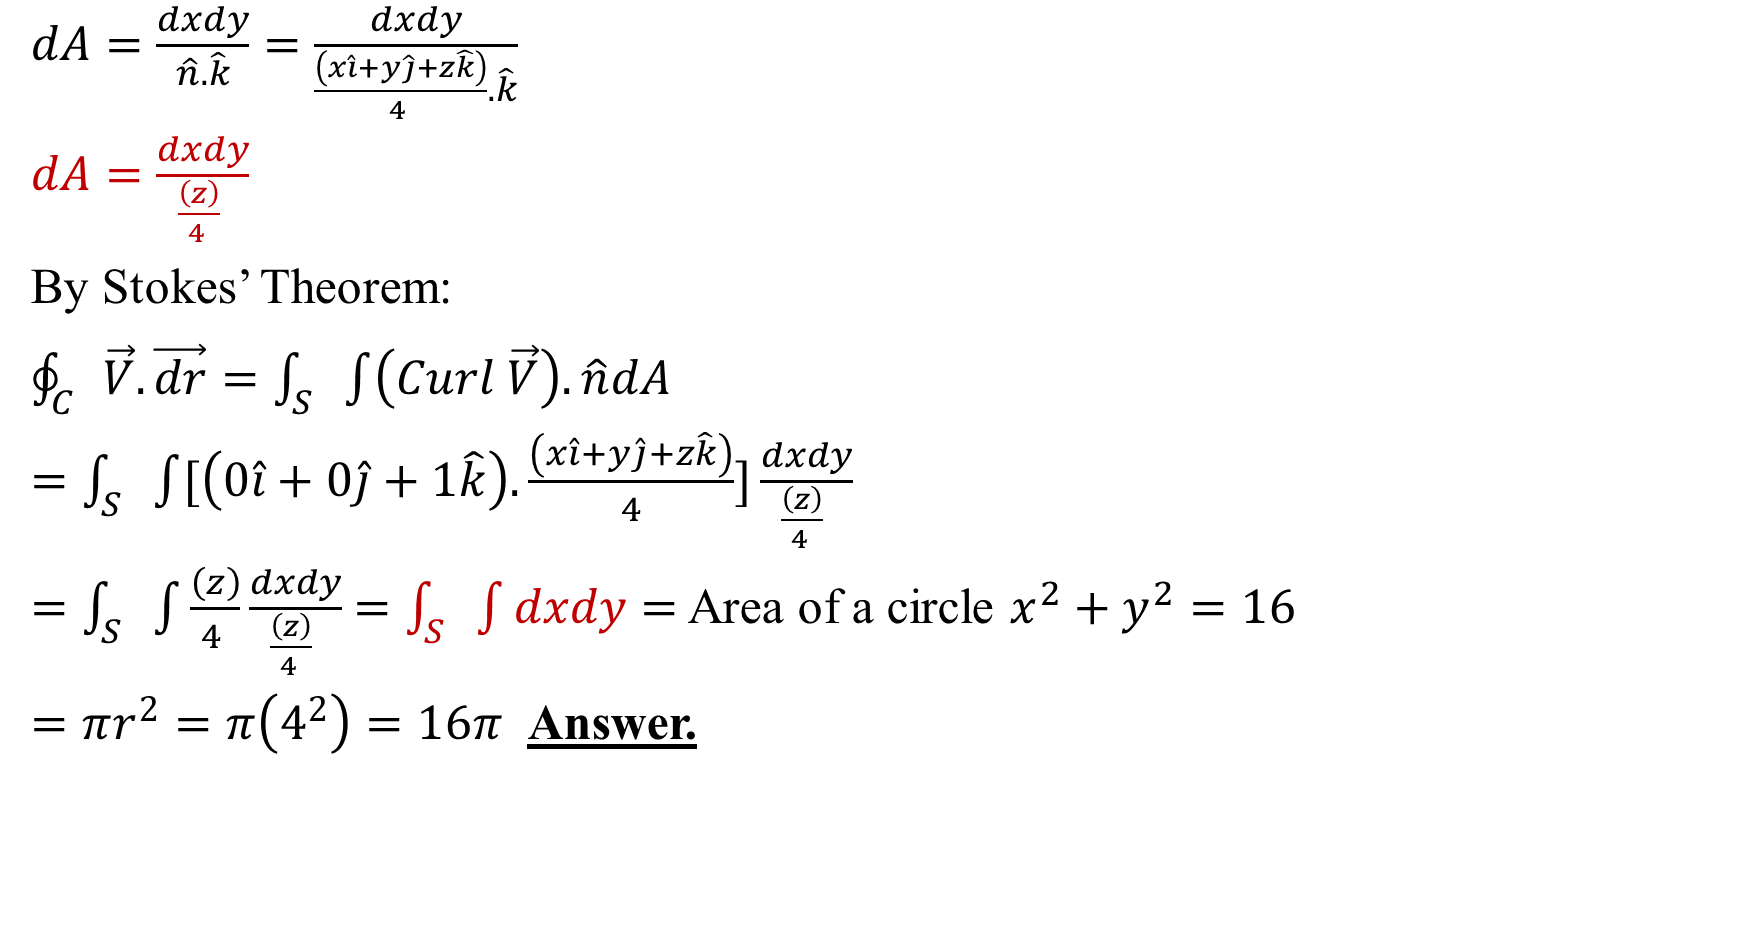 dA = dxdy/(n̂.k̂) = dxdy/(((xî+yĵ+zk̂)/4).k̂)
dA = dxdy/((z)/4)
By Stokes’ Theorem:
∮_C V⃗.dr⃗ = ∫_S ∫(Curl V⃗).n̂dA
= ∫_S ∫[(0î + 0ĵ + 1k̂).(xî+yĵ+zk̂)/4] dxdy/((z)/4)
= ∫_S ∫ (z)/4 dxdy/((z)/4) = ∫_S ∫ dxdy = Area of a circle x² + y² = 16
= πr² = π(4²) = 16π Answer.